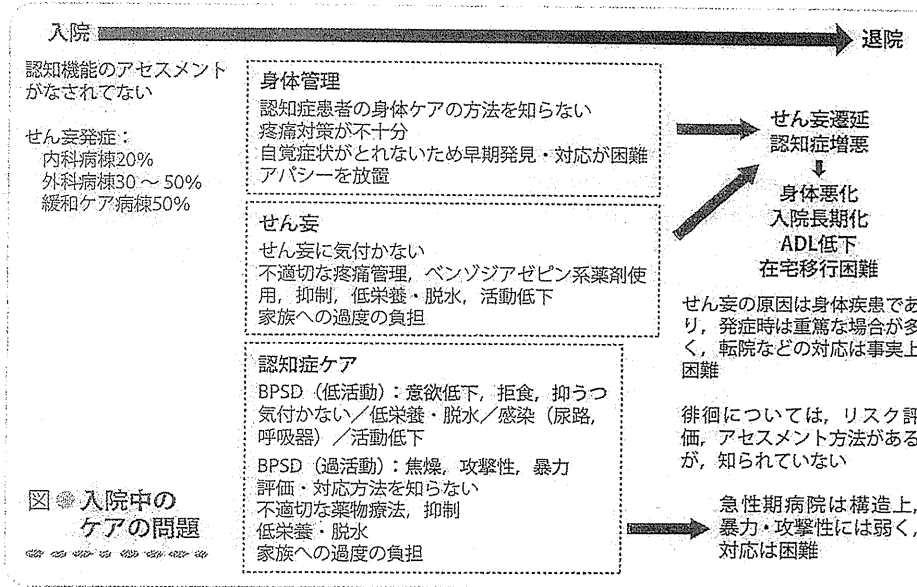 入院
退院
認知機能のアセスメント
がなされてない
せん妄発症：
内科病棟20%
外科病棟30～50%
緩和ケア病棟50%
身体管理
認知症患者の身体ケアの方法を知らない
疼痛対策が不十分
自覚症状がとれないため早期発見・対応が困難
アパシーを放置
せん妄
せん妄に気付かない
不適切な疼痛管理，ベンゾジアゼピン系薬剤使
用，抑制，低栄養・脱水，活動低下
家族への過度の負担
認知症ケア
BPSD（低活動）：意欲低下，拒食，抑うつ
気付かない／低栄養・脱水／感染（尿路，
呼吸器）／活動低下
BPSD（過活動）：焦燥，攻撃性，暴力
評価・対応方法を知らない
不適切な薬物療法，抑制
低栄養・脱水
家族への過度の負担
せん妄遷延
認知症増悪
身体悪化
入院長期化
ADL低下
在宅移行困難
せん妄の原因は身体疾患であ
り，発症時は重篤な場合が多
く，転院などの対応は事実上
困難
徘徊については，リスク評
価，アセスメント方法がある
が，知られていない
急性期病院は構造上，
暴力・攻撃性には弱く，
対応は困難
図 入院中の
ケアの問題